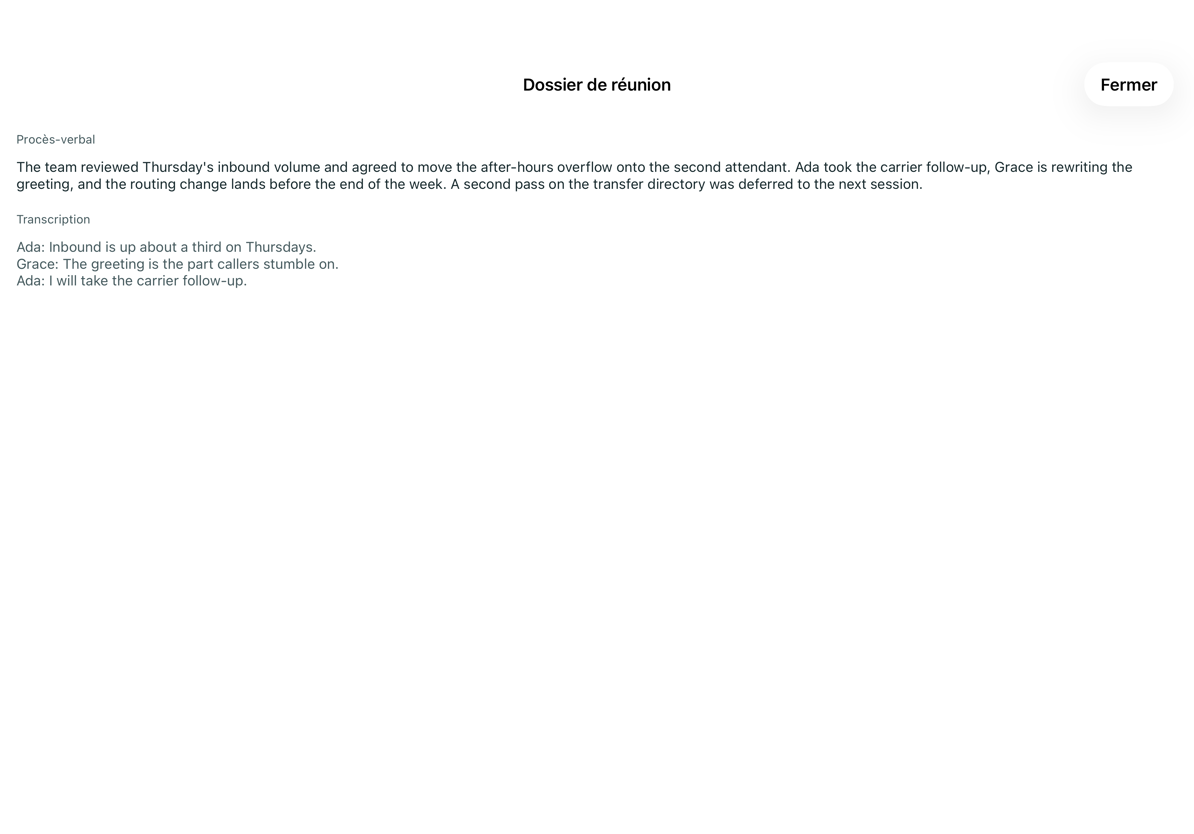 Dossier de réunion
Fermer
Procès-verbal
The team reviewed Thursday's inbound volume and agreed to move the after-hours overflow onto the second attendant. Ada took the carrier follow-up, Grace is rewriting the
greeting, and the routing change lands before the end of the week. A second pass on the transfer directory was deferred to the next session.
Transcription
Ada: Inbound is up about a third on Thursdays.
Grace: The greeting is the part callers stumble on.
Ada: I will take the carrier follow-up.